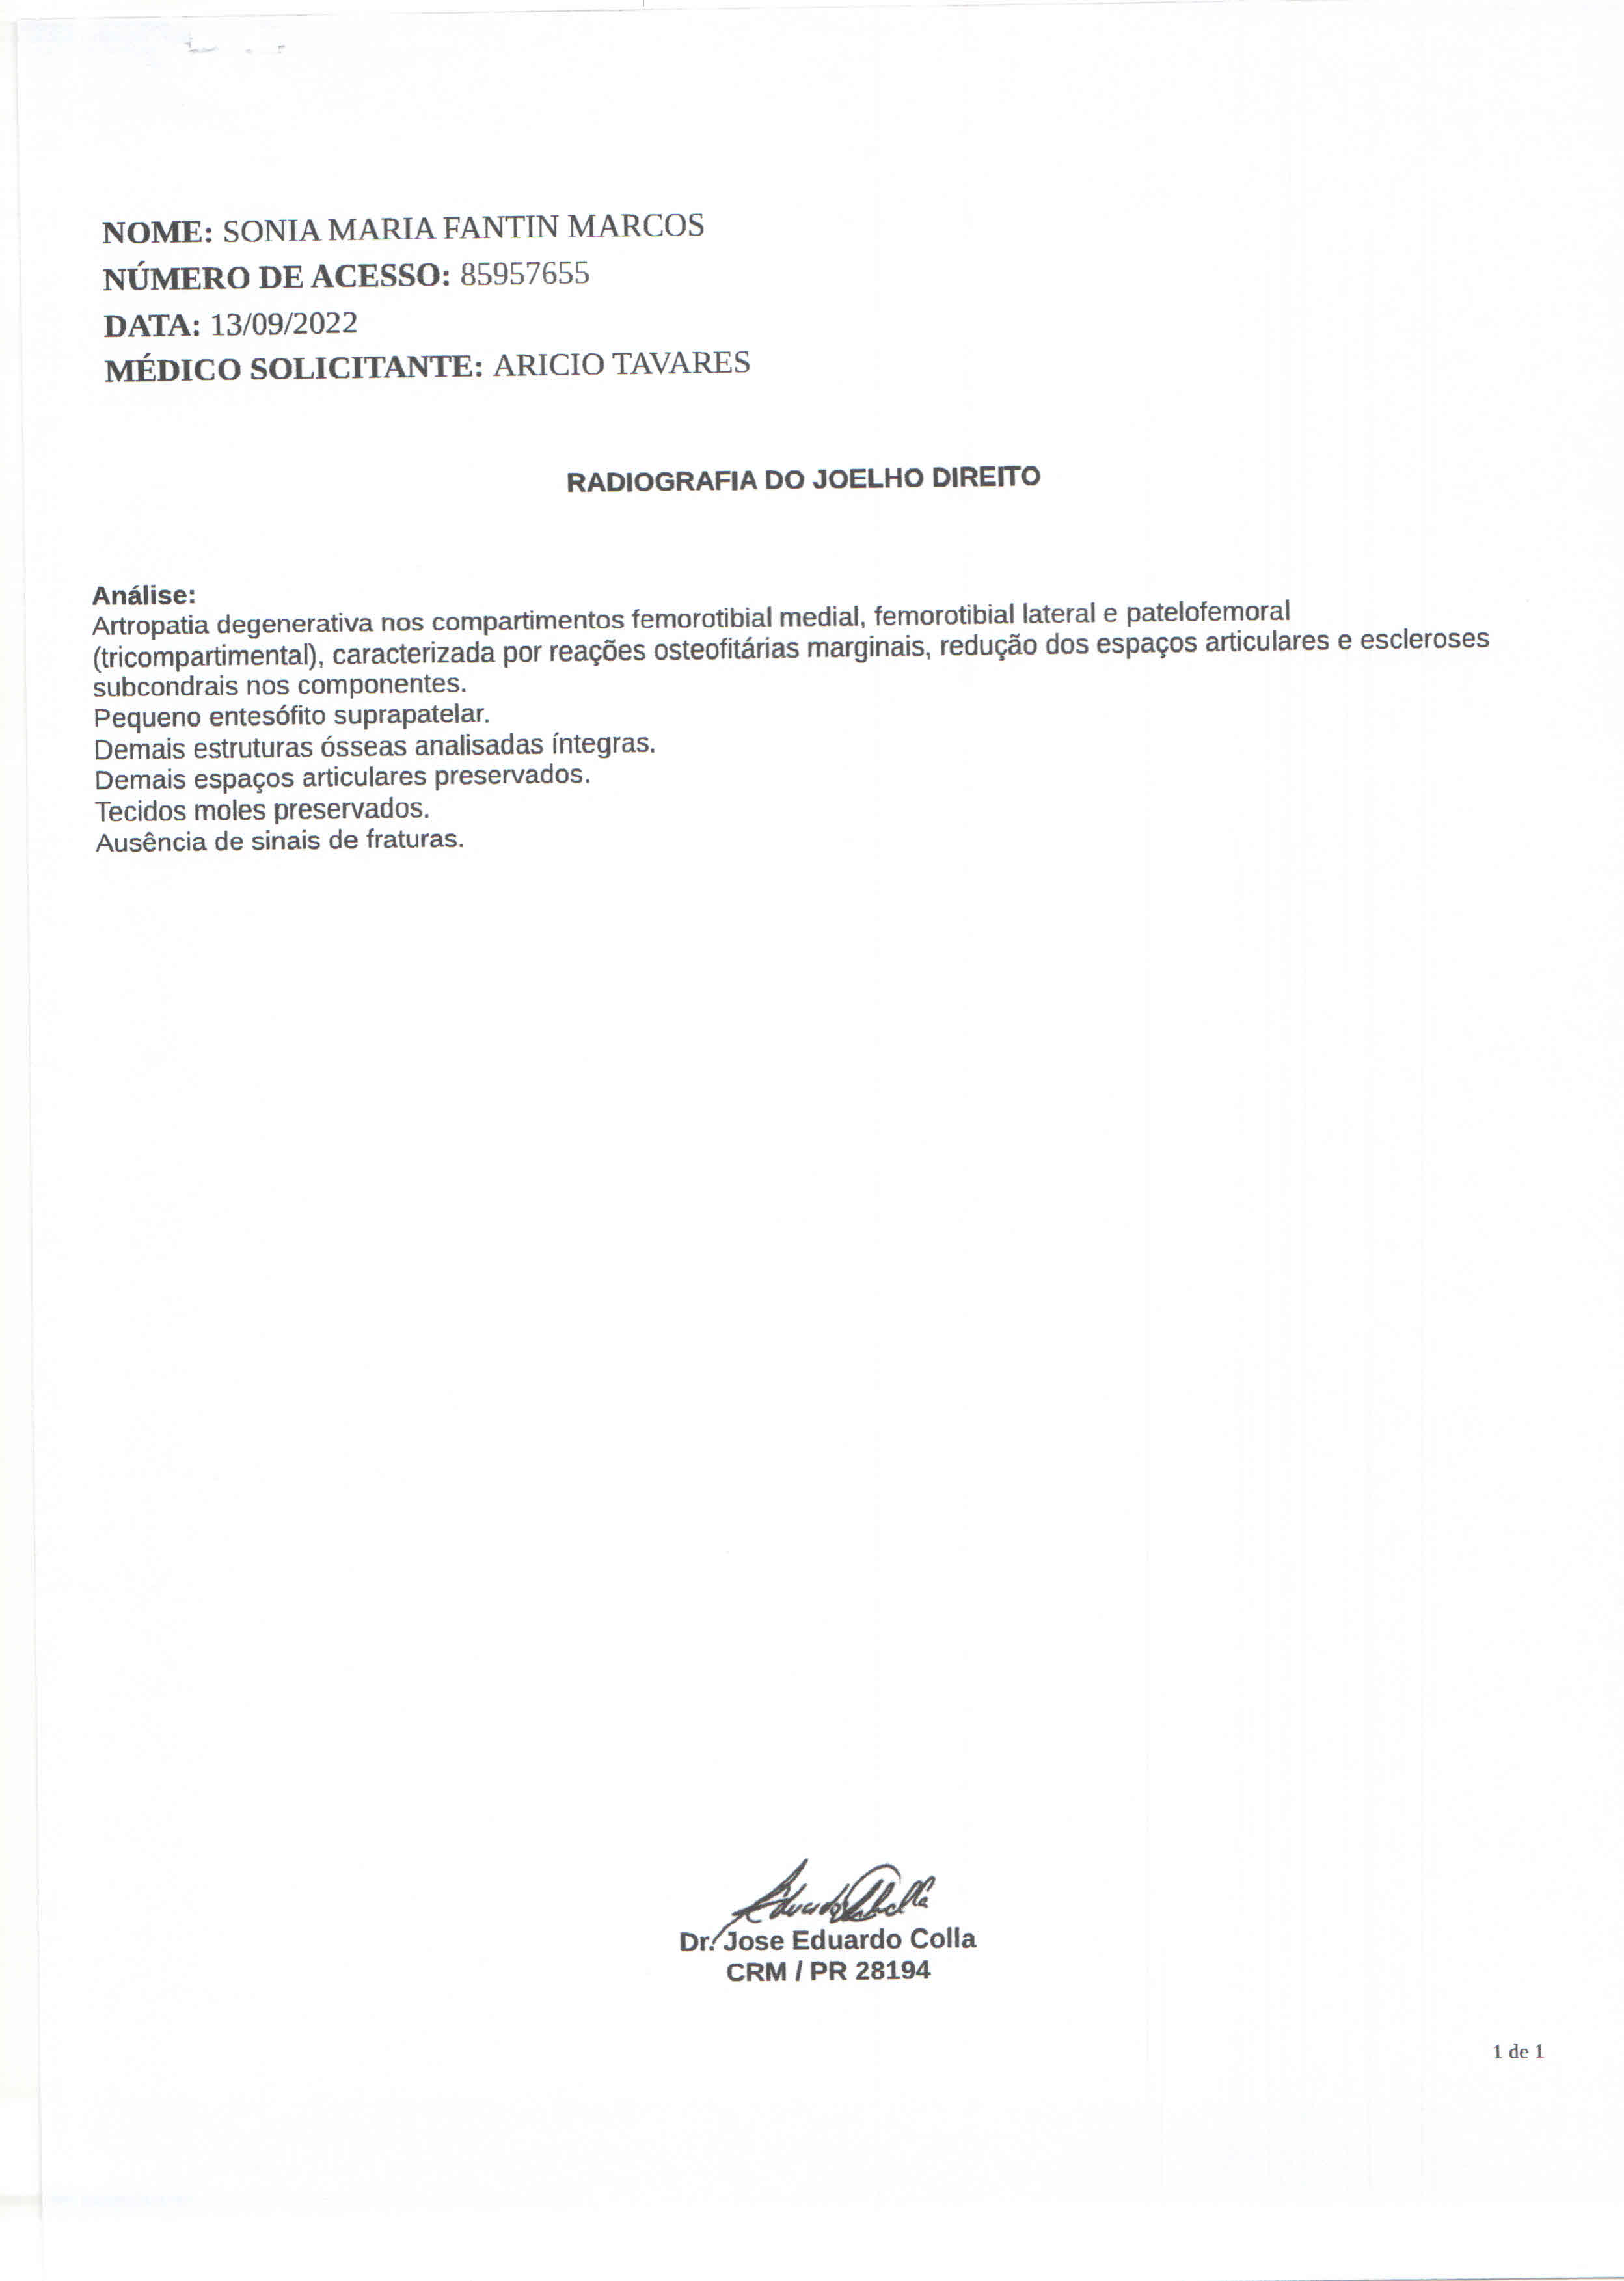 NOME: SONIA MARIA FANTIN MARCOS
NÚMERO DE ACESSO: 85957655
DATA: 13/09/2022
MÉDICO SOLICITANTE: ARICIO TAVARES
RADIOGRAFIA DO JOELHO DIREITO
Análise:
Artropatia degenerativa nos compartimentos femorotibial medial, femorotibial lateral e patelofemoral
(tricompartimental), caracterizada por reações osteofitárias marginais, redução dos espaços articulares e escleroses
subcondrais nos componentes.
Pequeno entesófito suprapatelar.
Demais estruturas ósseas analisadas íntegras.
Demais espaços articulares preservados.
Tecidos moles preservados.
Ausência de sinais de fraturas.
Dr. Jose Eduardo Colla
CRM / PR 28194
1 de 1